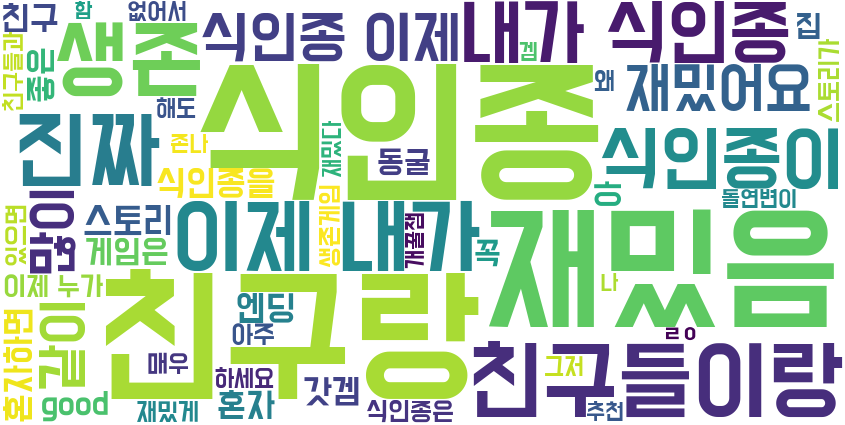 친구
함
없어서
친구들과
좋은
생존
식인종 이제
내가 식인종
집
겜
스토리가
왜
재밌어요
해도
진짜
존나
식인종
식인종을
재밌다
동굴
식인종이
아
돌연변이
많이
스토리
게임은
이제 내가
생존게임
개꿀잼
꼭
재밌음
있으면
이제 누가
친구랑
나
엔딩
아주
ㄹㅇ
혼자하면
같이
매우
하세요
그저
친구들이랑
good
재밌게
혼자
갓겜
식인종은
추천